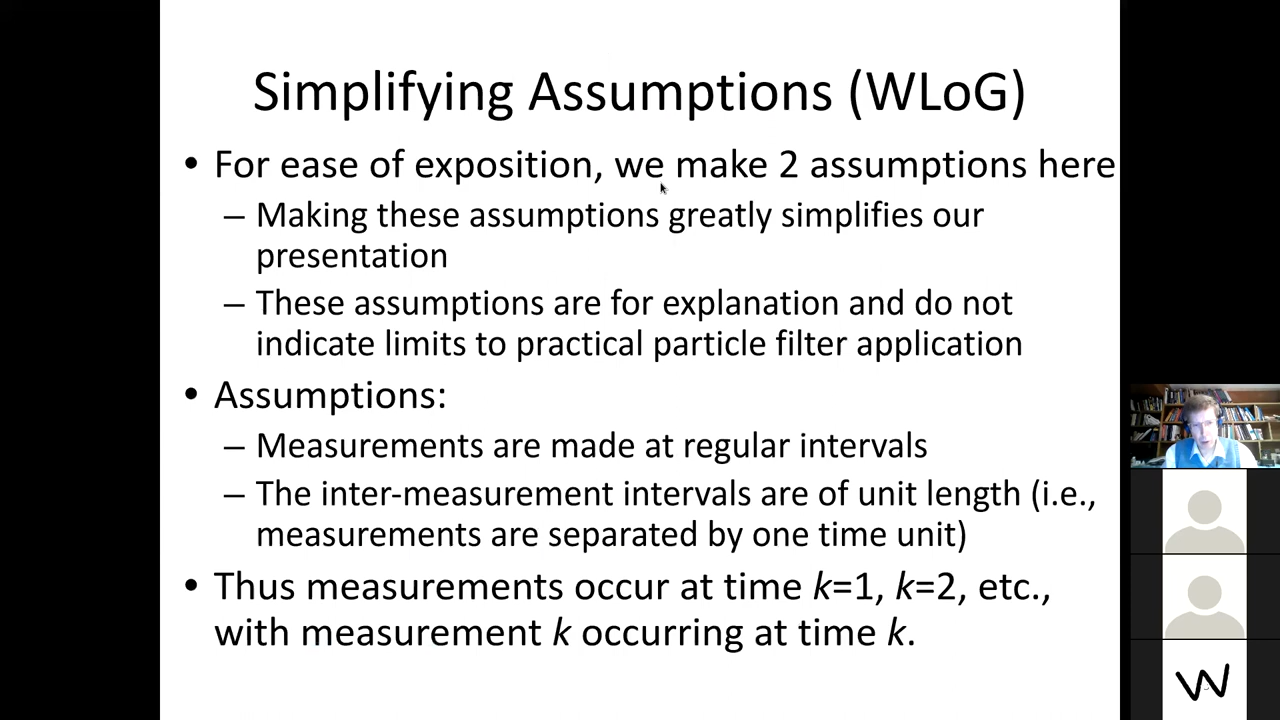 Simplifying Assumptions (WLoG)
• For ease of exposition, we make 2 assumptions here
– Making these assumptions greatly simplifies our
presentation
– These assumptions are for explanation and do not
indicate limits to practical particle filter application
• Assumptions:
– Measurements are made at regular intervals
– The inter-measurement intervals are of unit length (i.e.,
measurements are separated by one time unit)
• Thus measurements occur at time k=1, k=2, etc.,
with measurement k occurring at time k.
W